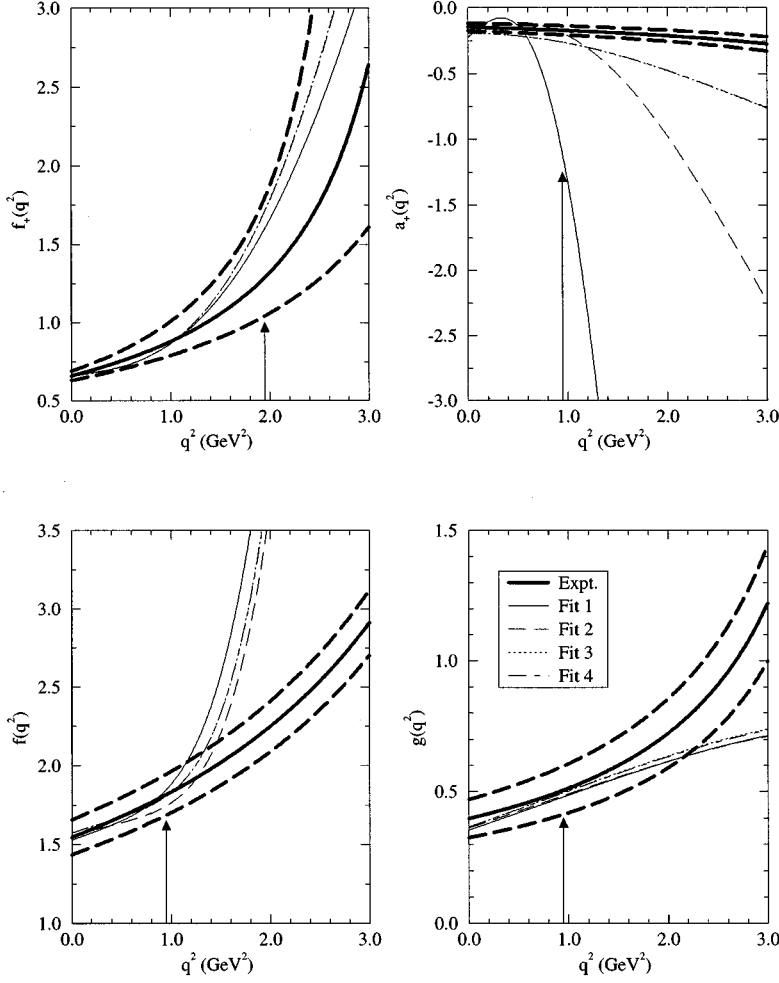 3.0
2.5
2.0
1.5
1.0
0.5
f+(q²)
0.0 1.0 2.0 3.0
q² (GeV²)
0.0
-0.5
-1.0
-1.5
-2.0
-2.5
-3.0
a+(q²)
0.0 1.0 2.0 3.0
q² (GeV²)
3.5
3.0
2.5
2.0
1.5
1.0
f(q²)
0.0 1.0 2.0 3.0
q² (GeV²)
1.5
1.0
0.5
0.0
g(q²)
Expt.
Fit 1
Fit 2
Fit 3
Fit 4
0.0 1.0 2.0 3.0
q² (GeV²)